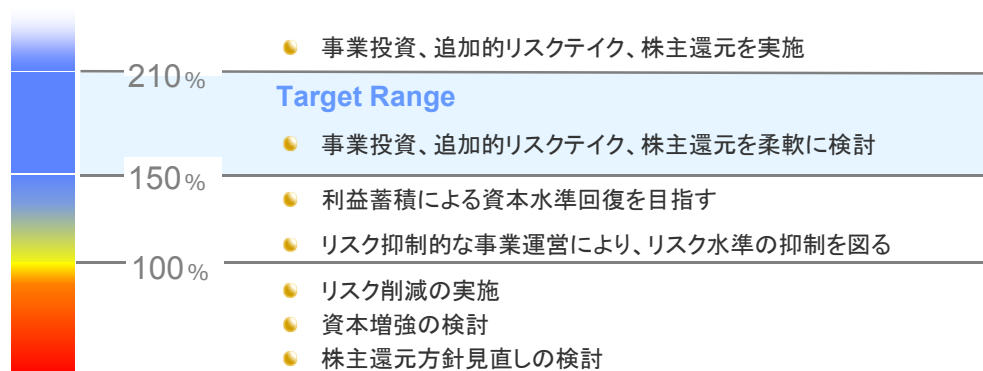 事業投資、追加的リスクテイク、株主還元を実施
210%
Target Range
事業投資、追加的リスクテイク、株主還元を柔軟に検討
150%
利益蓄積による資本水準回復を目指す
リスク抑制的な事業運営により、リスク水準の抑制を図る
100%
リスク削減の実施
資本増強の検討
株主還元方針見直しの検討